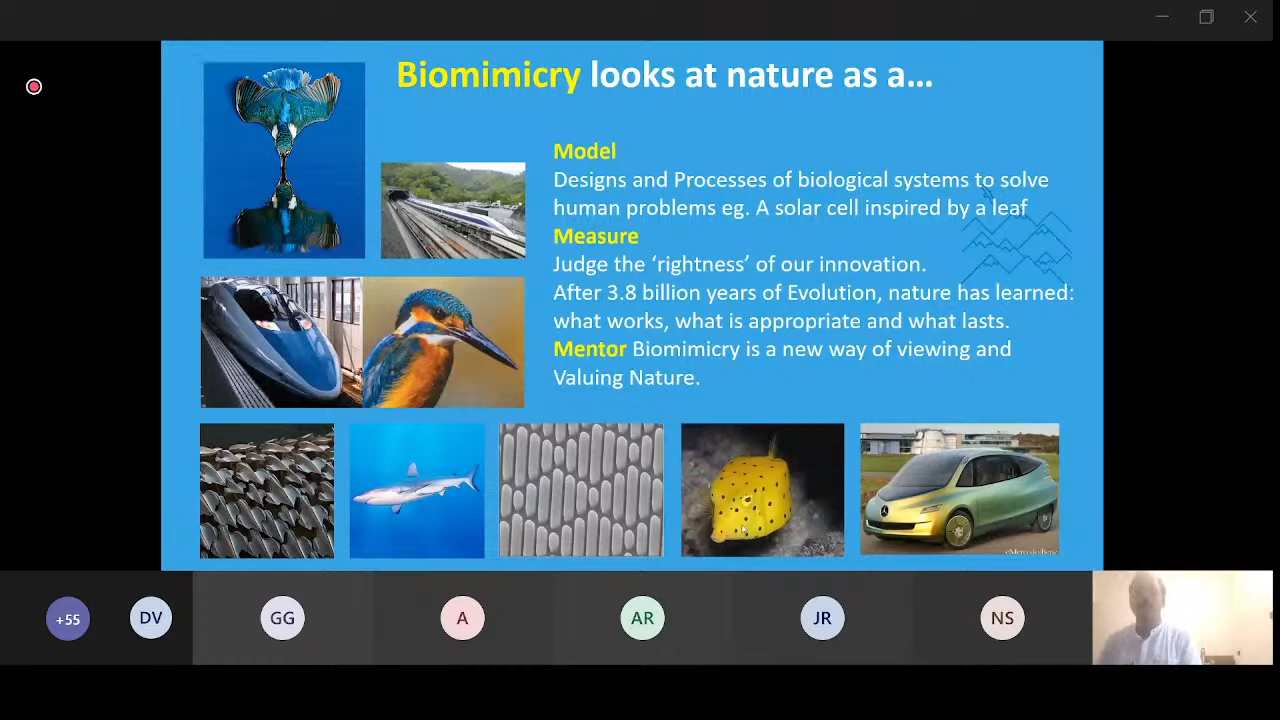 Biomimicry looks at nature as a...
Model
Designs and Processes of biological systems to solve
human problems eg. A solar cell inspired by a leaf
Measure
Judge the ‘rightness’ of our innovation.
After 3.8 billion years of Evolution, nature has learned:
what works, what is appropriate and what lasts.
Mentor Biomimicry is a new way of viewing and
Valuing Nature.
+55
DV
GG
A
AR
JR
NS